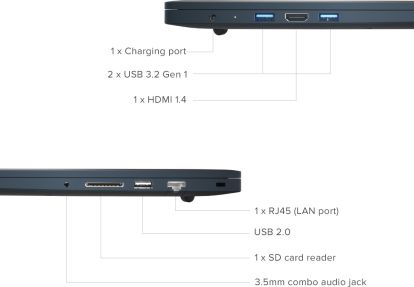 1 x Charging port
2 x USB 3.2 Gen 1
1 x HDMI 1.4
1 x RJ45 (LAN port)
USB 2.0
1 x SD card reader
3.5mm combo audio jack